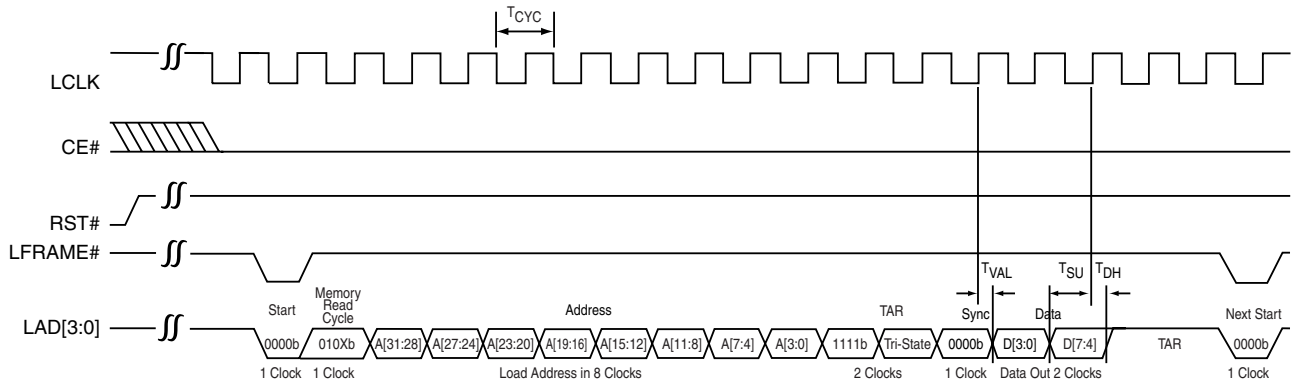 TCYC
LCLK
CE#
RST#
LFRAME#
TVAL TSU TDH
Start Memory Read Cycle Address TAR Sync Data Next Start
LAD[3:0] 0000b 010Xb A[31:28] A[27:24] A[23:20] A[19:16] A[15:12] A[11:8] A[7:4] A[3:0] 1111b Tri-State 0000b D[3:0] D[7:4] TAR 0000b
1 Clock 1 Clock Load Address in 8 Clocks 2 Clocks 1 Clock Data Out 2 Clocks 1 Clock